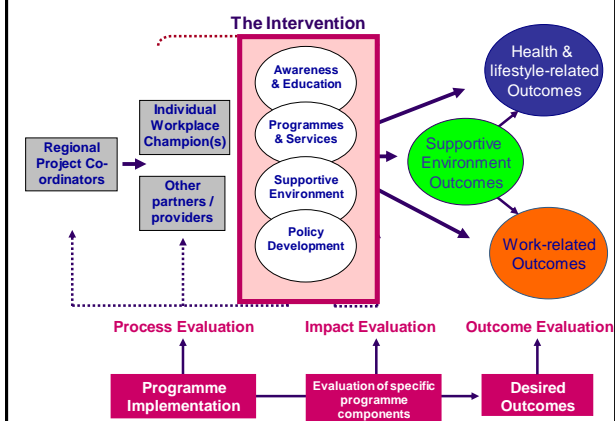 The Intervention
Awareness
& Education
Programmes
& Services
Supportive
Environment
Policy
Development
Individual
Workplace
Champion(s)
Regional
Project Co-
ordinators
Other
partners /
providers
Health &
lifestyle-related
Outcomes
Supportive
Environment
Outcomes
Work-related
Outcomes
Process Evaluation
Impact Evaluation
Outcome Evaluation
Programme
Implementation
Evaluation of specific
programme
components
Desired
Outcomes